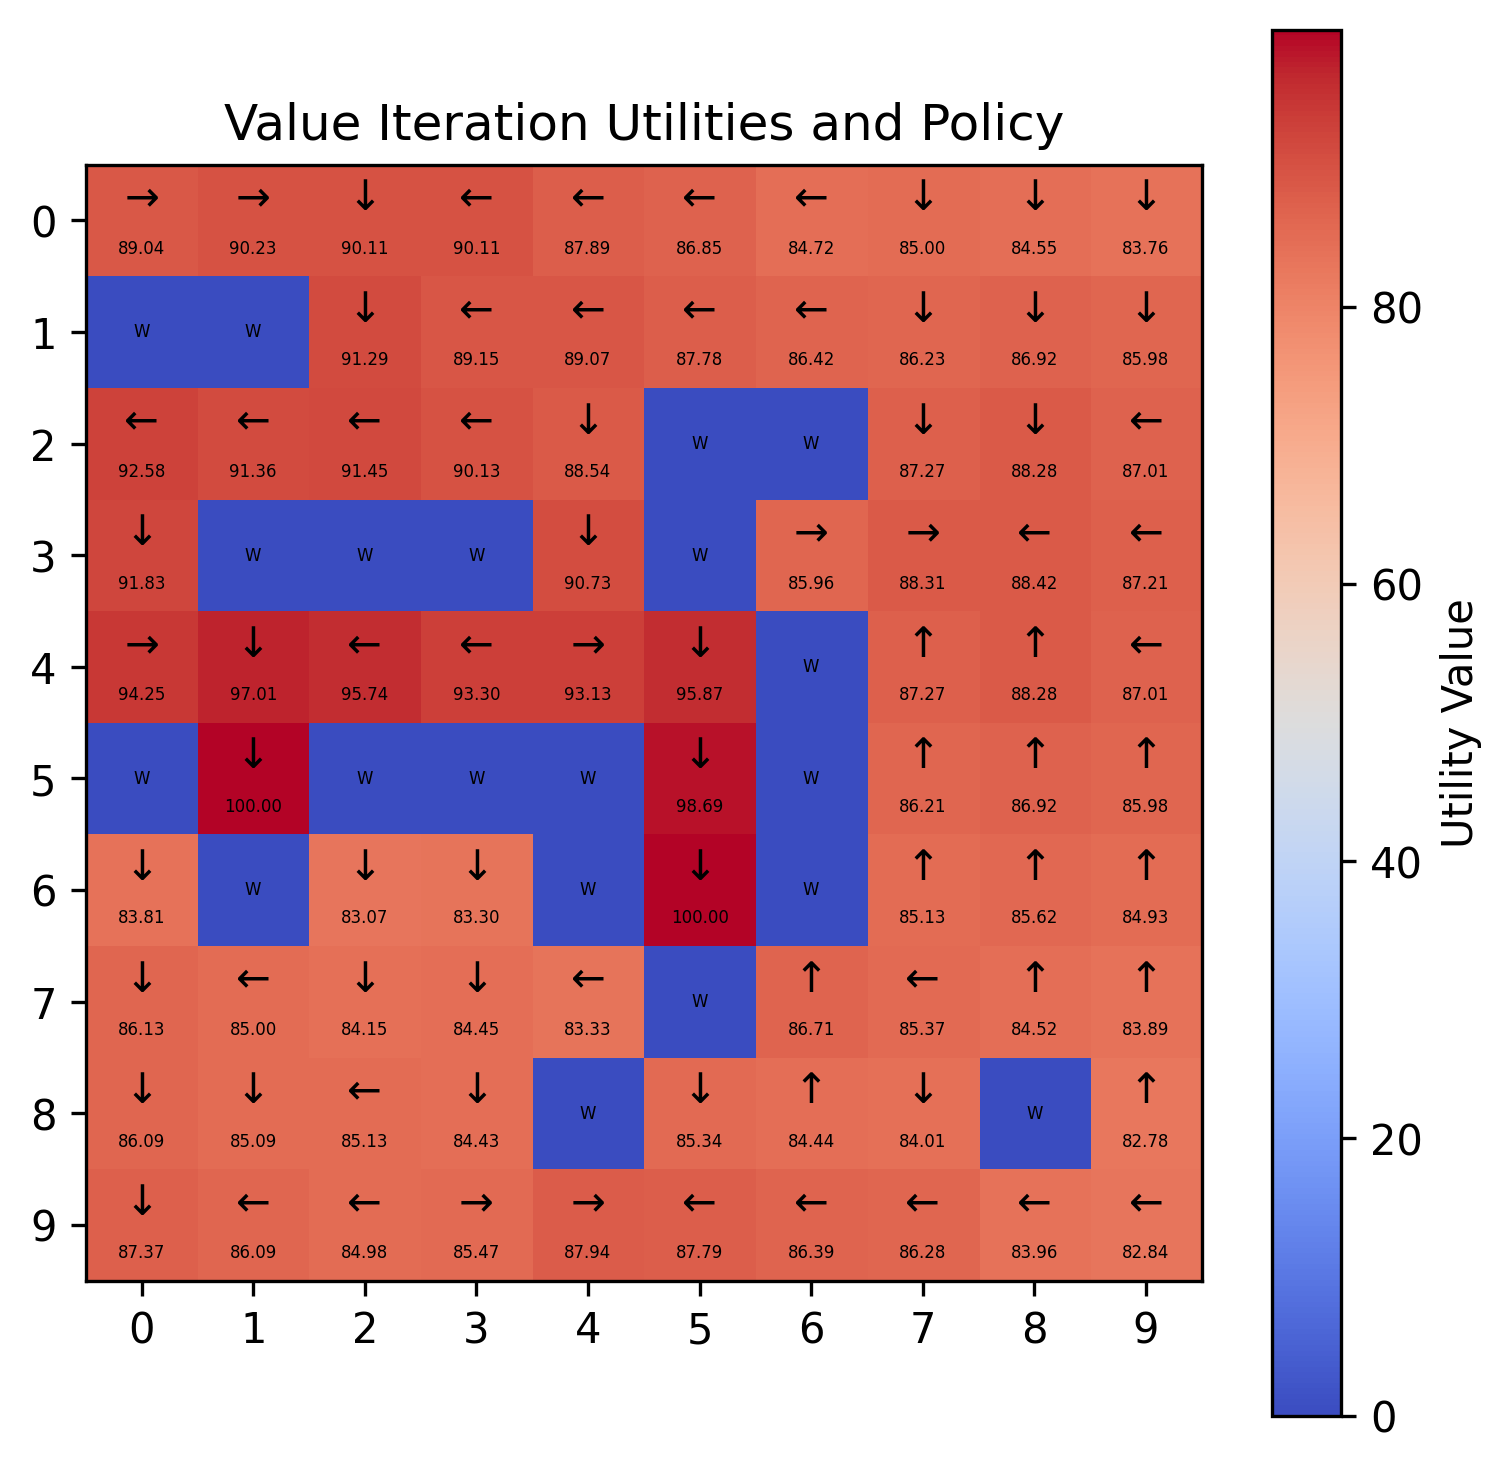 Value Iteration Utilities and Policy
→ → ↓ ← ← ← ← ↓ ↓ ↓
0 89.04 90.23 90.11 90.11 87.89 86.85 84.72 85.00 84.55 83.76
↓ ← ← ← ← ↓ ↓ ↓
1 W W 91.29 89.15 89.07 87.78 86.42 86.23 86.92 85.98
← ← ← ← ↓ ↓ ↓ ←
2 92.58 91.36 91.45 90.13 88.54 W W 87.27 88.28 87.01
↓ ↓ → → ← ←
3 91.83 W W W 90.73 W 85.96 88.31 88.42 87.21
→ ↓ ← ← → ↓ ↑ ↑ ←
4 94.25 97.01 95.74 93.30 93.13 95.87 W 87.27 88.28 87.01
↓ ↓ ↑ ↑ ↑
5 W 100.00 W W W 98.69 W 86.21 86.92 85.98
↓ ↓ ↓ ↓ ↑ ↑ ↑
6 83.81 W 83.07 83.30 W 100.00 W 85.13 85.62 84.93
↓ ← ↓ ↓ ← ↑ ← ↑ ↑
7 86.13 85.00 84.15 84.45 83.33 W 86.71 85.37 84.52 83.89
↓ ↓ ← ↓ ↓ ↑ ↓ ↑
8 86.09 85.09 85.13 84.43 W 85.34 84.44 84.01 W 82.78
↓ ← ← → → ← ← ← ← ←
9 87.37 86.09 84.98 85.47 87.94 87.79 86.39 86.28 83.96 82.84
0 1 2 3 4 5 6 7 8 9
80
60
40
20
0
Utility Value